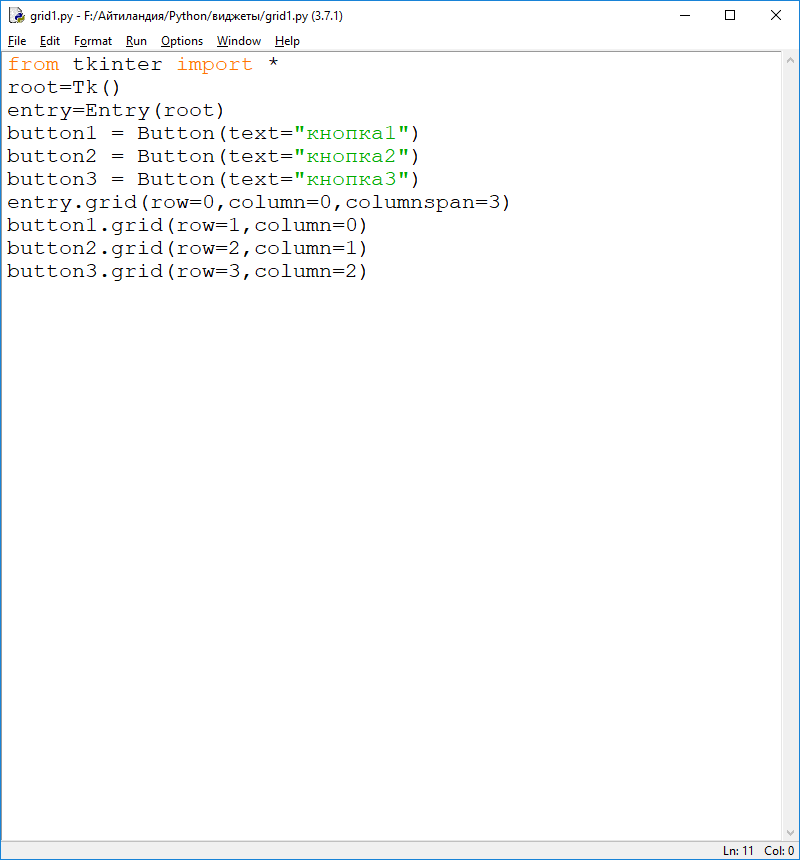 grid1.py - F:/Айтиландия/Python/виджеты/grid1.py (3.7.1)
File Edit Format Run Options Window Help
from tkinter import *
root=Tk()
entry=Entry(root)
button1 = Button(text="кнопка1")
button2 = Button(text="кнопка2")
button3 = Button(text="кнопка3")
entry.grid(row=0,column=0,columnspan=3)
button1.grid(row=1,column=0)
button2.grid(row=2,column=1)
button3.grid(row=3,column=2)
Ln: 11 Col: 0